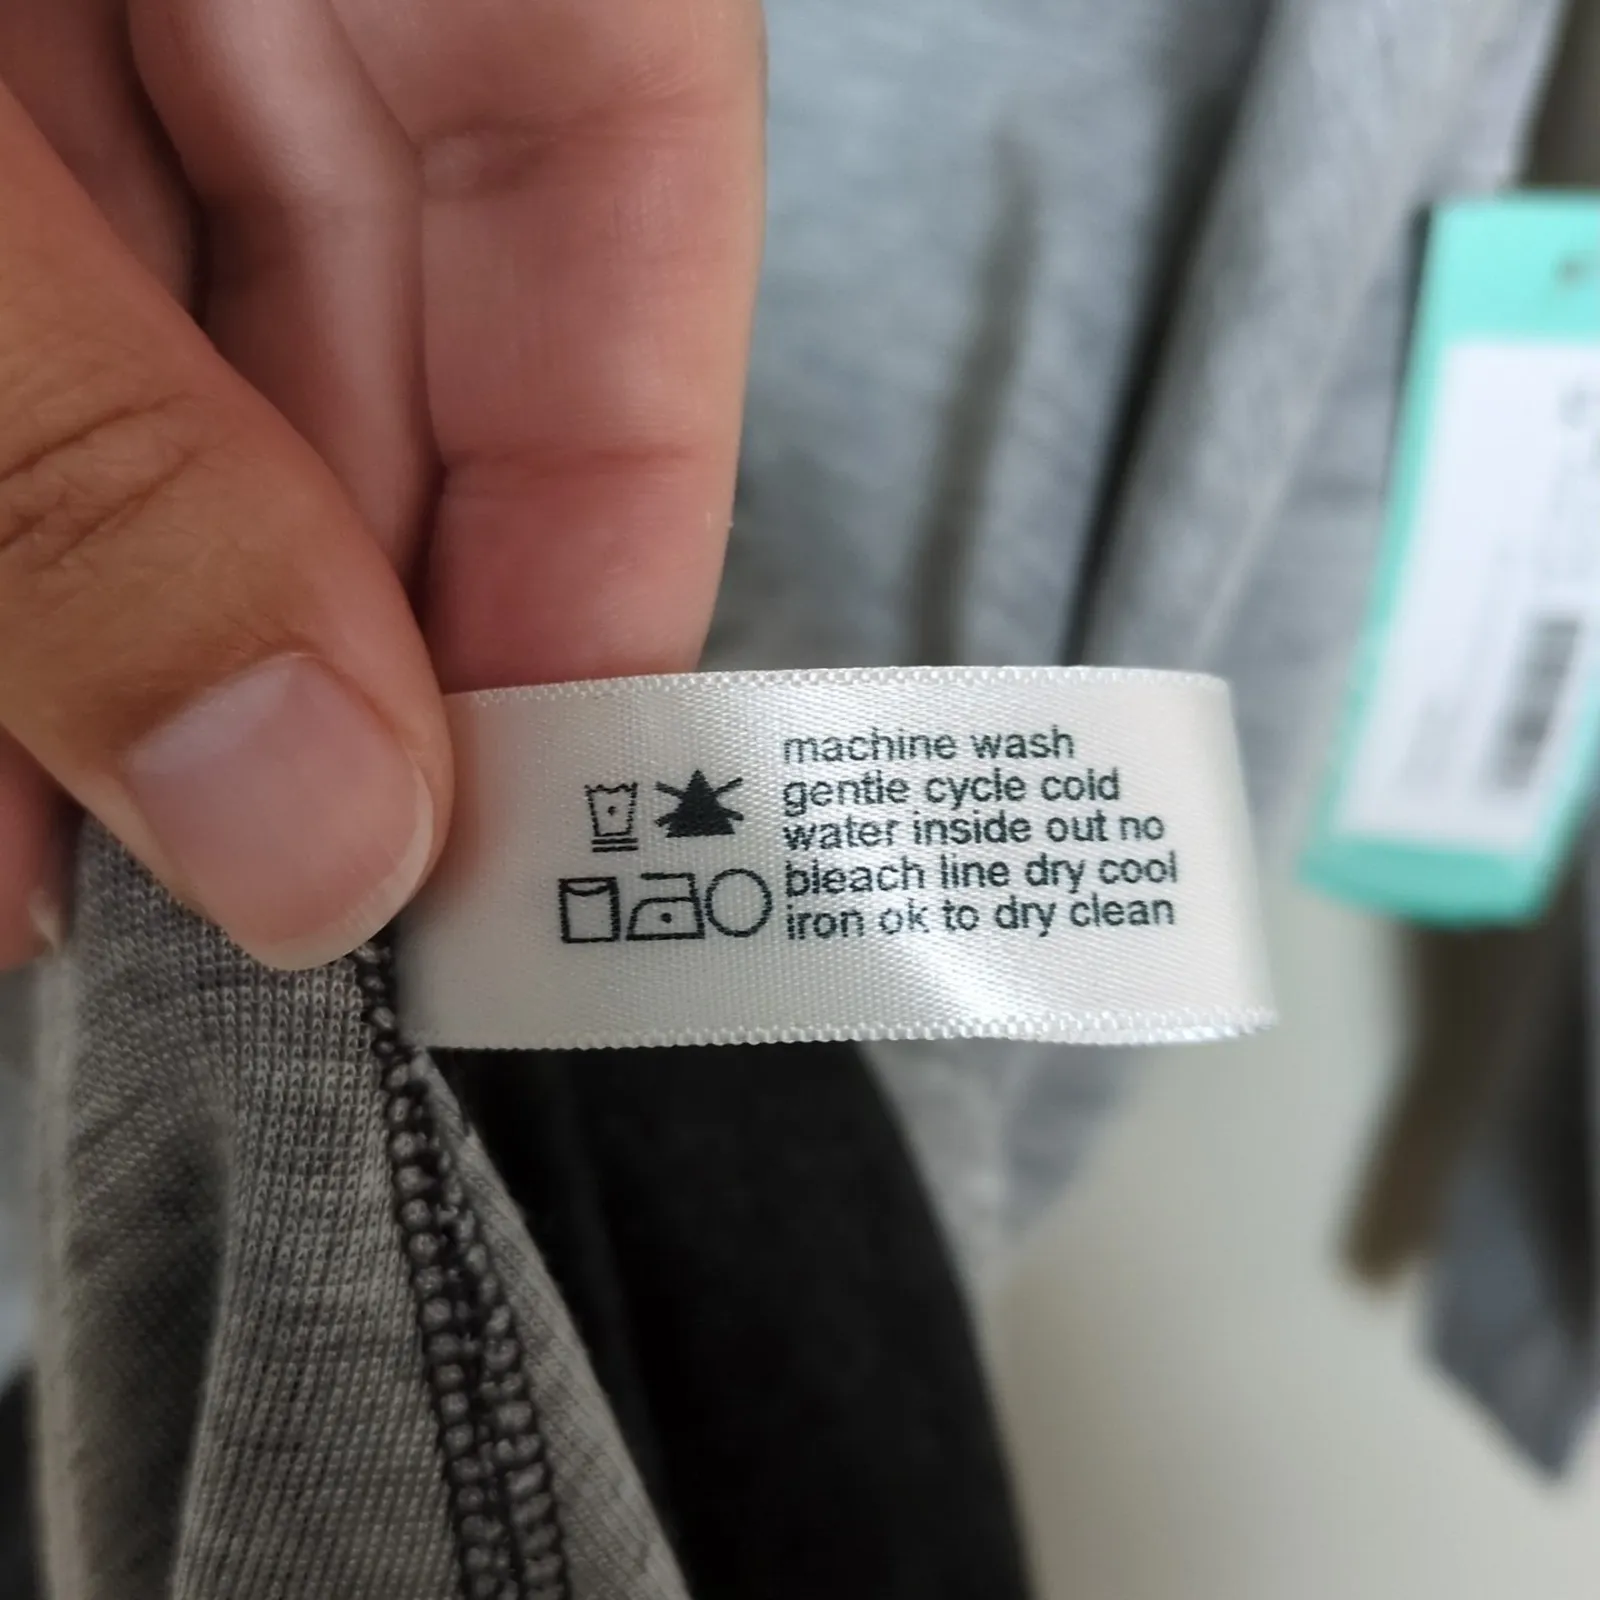 machine wash
gentle cycle cold
water inside out no
bleach line dry cool
iron ok to dry clean